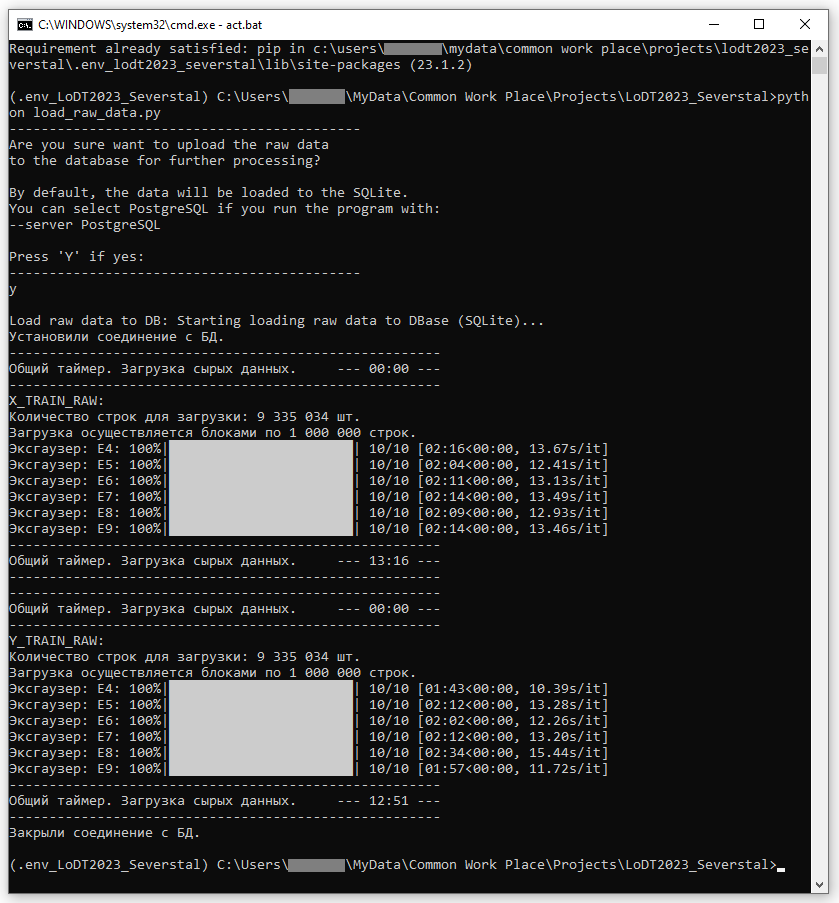 C:\WINDOWS\system32\cmd.exe - act.bat
Requirement already satisfied: pip in c:\users\ \mydata\common work place\projects\lodt2023_se
verstal\.env_lodt2023_severstal\lib\site-packages (23.1.2)
(.env_LoDT2023_Severstal) C:\Users\ \MyData\Common Work Place\Projects\LoDT2023_Severstal>pyth
on load_raw_data.py
--------------------------------------------
Are you sure want to upload the raw data
to the database for further processing?
By default, the data will be loaded to the SQLite.
You can select PostgreSQL if you run the program with:
--server PostgreSQL
Press 'Y' if yes:
--------------------------------------------
y
Load raw data to DB: Starting loading raw data to DBase (SQLite)...
Установили соединение с БД.
------------------------------------------------------
Общий таймер. Загрузка сырых данных.     --- 00:00 ---
------------------------------------------------------
X_TRAIN_RAW:
Количество строк для загрузки: 9 335 034 шт.
Загрузка осуществляется блоками по 1 000 000 строк.
Эксгаузер: E4: 100%| | 10/10 [02:16<00:00, 13.67s/it]
Эксгаузер: E5: 100%| | 10/10 [02:04<00:00, 12.41s/it]
Эксгаузер: E6: 100%| | 10/10 [02:11<00:00, 13.13s/it]
Эксгаузер: E7: 100%| | 10/10 [02:14<00:00, 13.49s/it]
Эксгаузер: E8: 100%| | 10/10 [02:09<00:00, 12.93s/it]
Эксгаузер: E9: 100%| | 10/10 [02:14<00:00, 13.46s/it]
------------------------------------------------------
Общий таймер. Загрузка сырых данных.     --- 13:16 ---
------------------------------------------------------
------------------------------------------------------
Общий таймер. Загрузка сырых данных.     --- 00:00 ---
------------------------------------------------------
Y_TRAIN_RAW:
Количество строк для загрузки: 9 335 034 шт.
Загрузка осуществляется блоками по 1 000 000 строк.
Эксгаузер: E4: 100%| | 10/10 [01:43<00:00, 10.39s/it]
Эксгаузер: E5: 100%| | 10/10 [02:12<00:00, 13.28s/it]
Эксгаузер: E6: 100%| | 10/10 [02:02<00:00, 12.26s/it]
Эксгаузер: E7: 100%| | 10/10 [02:12<00:00, 13.20s/it]
Эксгаузер: E8: 100%| | 10/10 [02:34<00:00, 15.44s/it]
Эксгаузер: E9: 100%| | 10/10 [01:57<00:00, 11.72s/it]
------------------------------------------------------
Общий таймер. Загрузка сырых данных.     --- 12:51 ---
------------------------------------------------------
Закрыли соединение с БД.
(.env_LoDT2023_Severstal) C:\Users\ \MyData\Common Work Place\Projects\LoDT2023_Severstal>